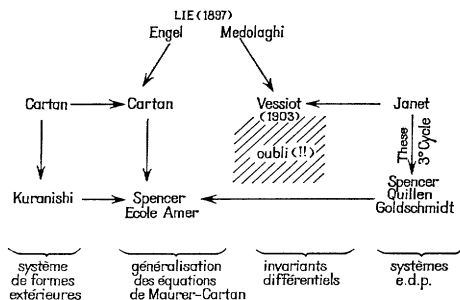 LIE (1897)
Engel Medolaghi
Cartan Cartan Vessiot Janet
(1903)
oubli (!!)
These
3° Cycle
Kuranishi Spencer Spencer
Ecole Amer Quillen
Goldschmidt
système généralisation invariants systèmes
de formes des équations différentiels e.d.p.
extérieures de Maurer-Cartan